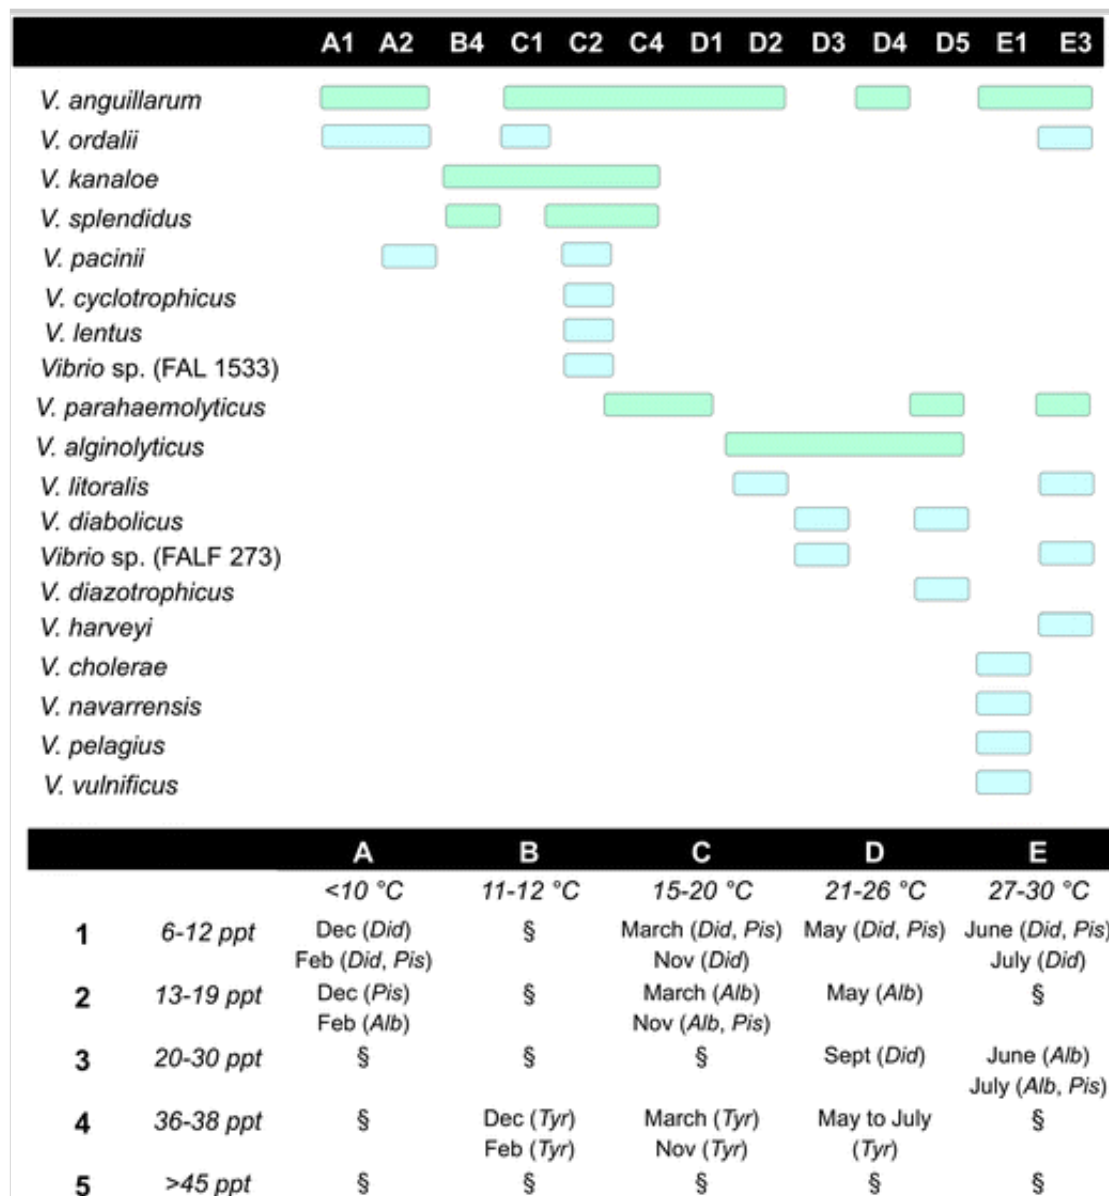 A1 A2 B4 C1 C2 C4 D1 D2 D3 D4 D5 E1 E3
V. anguillarum
V. ordalii
V. kanaloe
V. splendidus
V. pacinii
V. cyclotrophicus
V. lentus
Vibrio sp. (FAL 1533)
V. parahaemolyticus
V. alginolyticus
V. litoralis
V. diabolicus
Vibrio sp. (FALF 273)
V. diazotrophicus
V. harveyi
V. cholerae
V. navarrensis
V. pelagius
V. vulnificus
A B C D E
<10 °C 11-12 °C 15-20 °C 21-26 °C 27-30 °C
1 6-12 ppt Dec (Did) § March (Did, Pis) May (Did, Pis) June (Did, Pis)
Feb (Did, Pis) Nov (Did) July (Did)
2 13-19 ppt Dec (Pis) § March (Alb) May (Alb) §
Feb (Alb) Nov (Alb, Pis)
3 20-30 ppt § § § Sept (Did) June (Alb)
July (Alb, Pis)
4 36-38 ppt § Dec (Tyr) March (Tyr) May to July §
Feb (Tyr) Nov (Tyr) (Tyr)
5 >45 ppt § § § § §